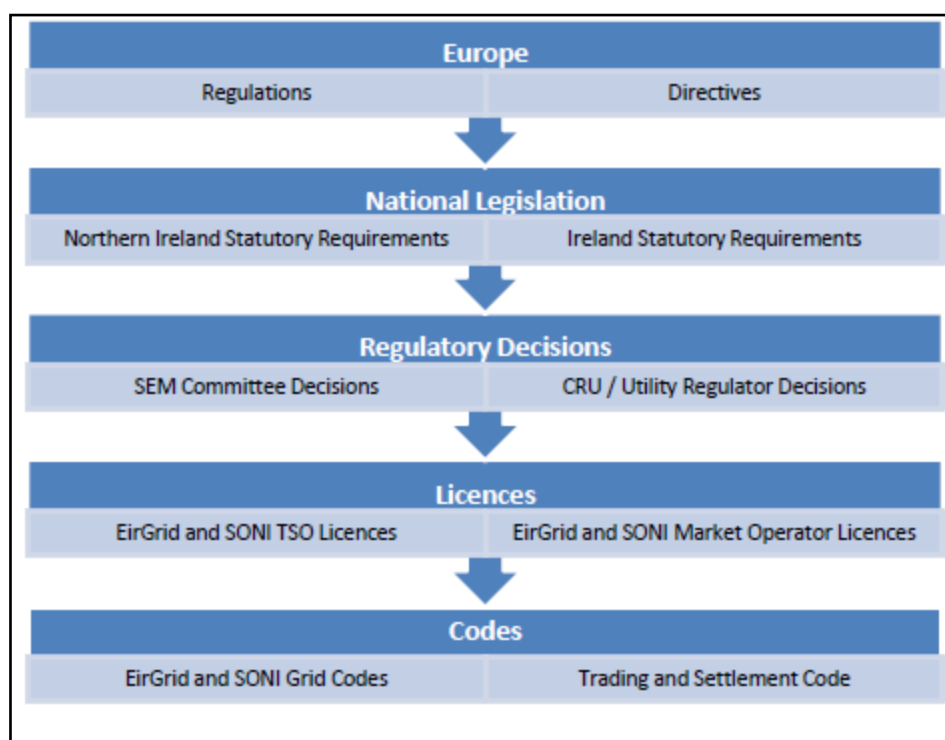 Europe
Regulations
Directives
National Legislation
Northern Ireland Statutory Requirements
Ireland Statutory Requirements
Regulatory Decisions
SEM Committee Decisions
CRU / Utility Regulator Decisions
Licences
EirGrid and SONI TSO Licences
EirGrid and SONI Market Operator Licences
Codes
EirGrid and SONI Grid Codes
Trading and Settlement Code